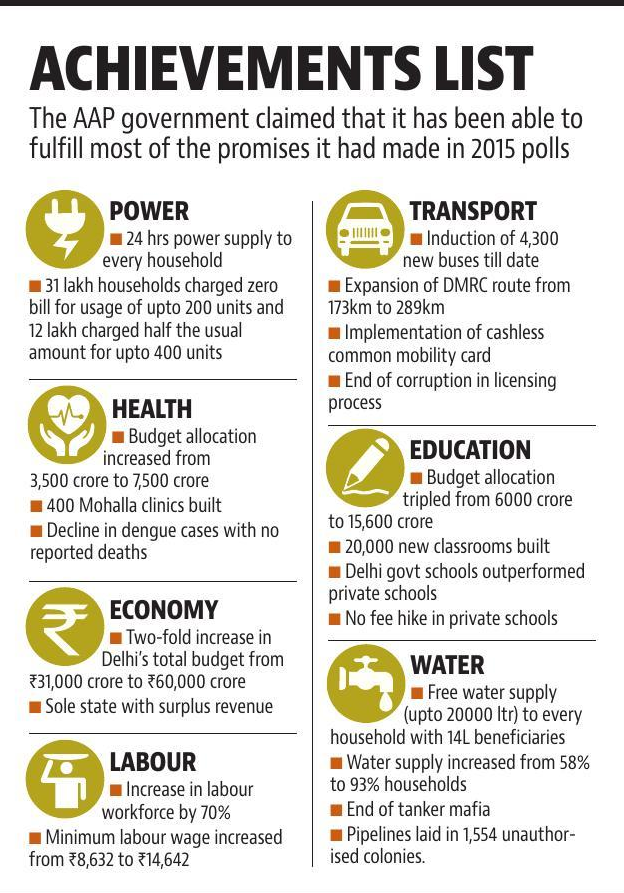 ACHIEVEMENTS LIST
The AAP government claimed that it has been able to
fulfill most of the promises it had made in 2015 polls
POWER
■ 24 hrs power supply to
every household
■ 31 lakh households charged zero
bill for usage of upto 200 units and
12 lakh charged half the usual
amount for upto 400 units
HEALTH
■ Budget allocation
increased from
3,500 crore to 7,500 crore
■ 400 Mohalla clinics built
■ Decline in dengue cases with no
reported deaths
ECONOMY
■ Two-fold increase in
Delhi's total budget from
₹31,000 crore to ₹60,000 crore
■ Sole state with surplus revenue
LABOUR
■ Increase in labour
workforce by 70%
■ Minimum labour wage increased
from ₹8,632 to ₹14,642
TRANSPORT
■ Induction of 4,300
new buses till date
■ Expansion of DMRC route from
173km to 289km
■ Implementation of cashless
common mobility card
■ End of corruption in licensing
process
EDUCATION
■ Budget allocation
tripled from 6000 crore
to 15,600 crore
■ 20,000 new classrooms built
■ Delhi govt schools outperformed
private schools
■ No fee hike in private schools
WATER
■ Free water supply
(upto 20000 ltr) to every
household with 14L beneficiaries
■ Water supply increased from 58%
to 93% households
■ End of tanker mafia
■ Pipelines laid in 1,554 unauthor-
ised colonies.